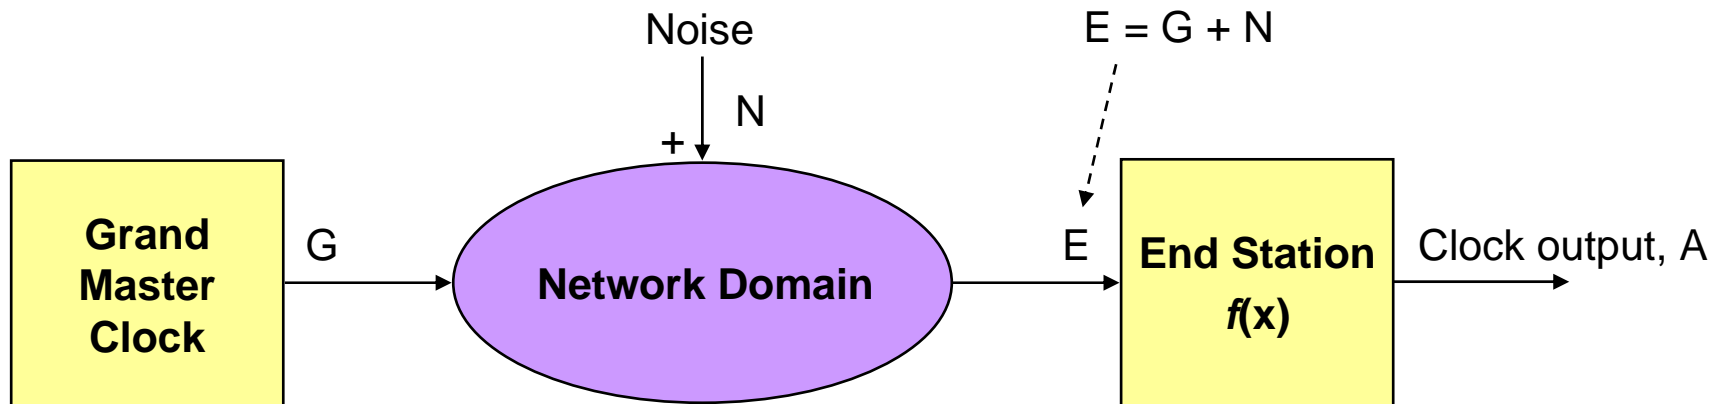 Noise
E = G + N
N
+
Grand
Master
Clock
G
Network Domain
E
End Station
f(x)
Clock output, A